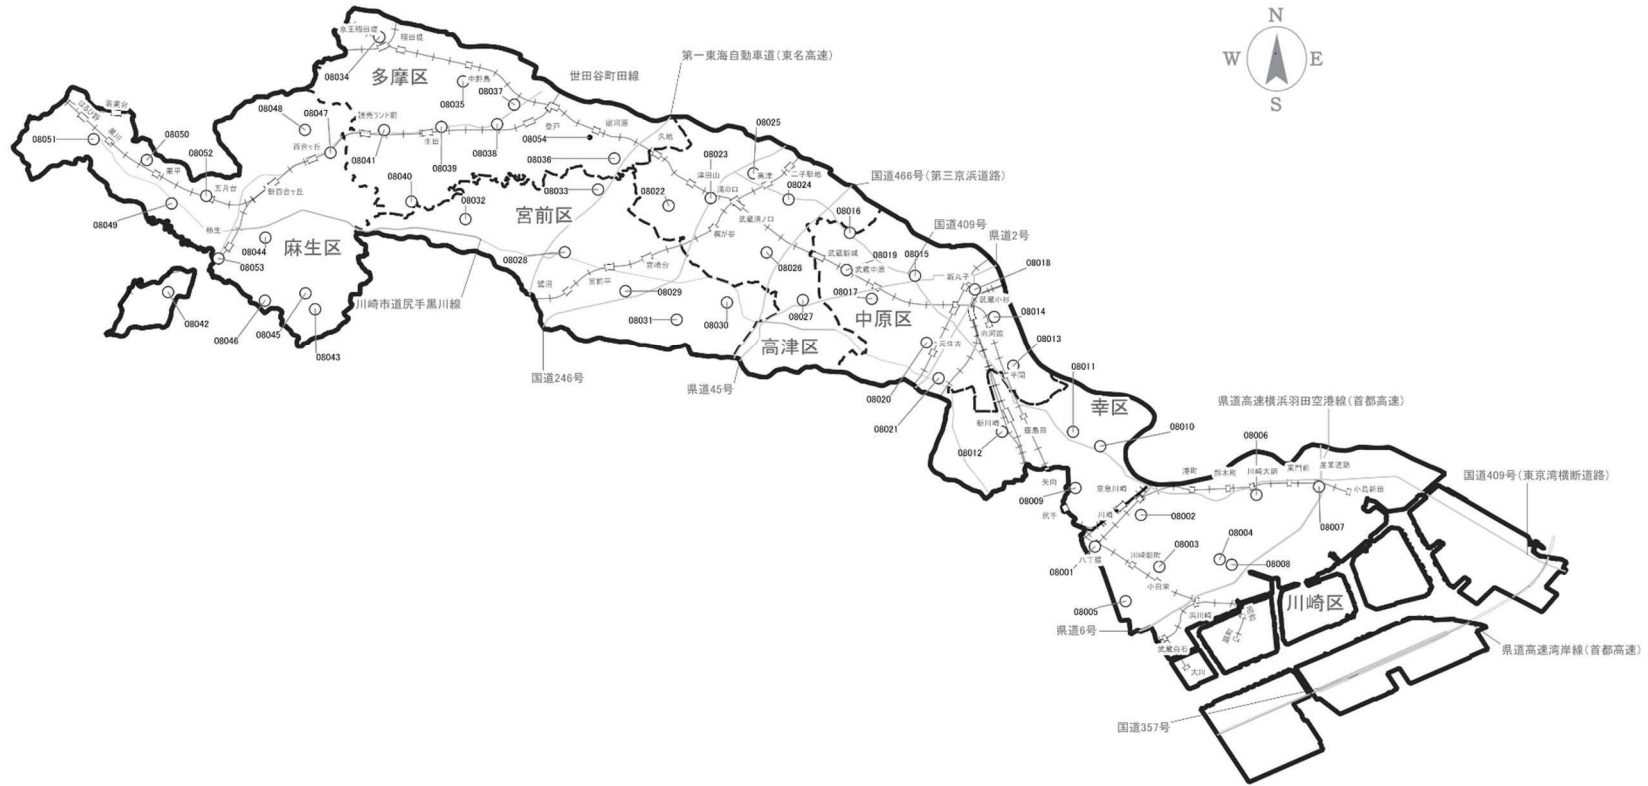 N
W
E
S
京王稲田堤
稲田堤
08034
多摩区
中野島
08035
08037
世田谷町田線
第一東海自動車道(東名高速)
08048
08047
読売ランド前
生田
登戸
宿河原
久地
08054
08036
08041
08039
08038
はるひ野
若葉台
黒川
08051
08050
栗平
08052
五月台
百合ヶ丘
新百合ヶ丘
08049
柿生
08044
08053
麻生区
08040
08032
08033
宮前区
08022
08023
津田山
溝の口
08025
高津
二子新地
08024
武蔵溝ノ口
梶が谷
国道466号(第三京浜道路)
08016
国道409号
県道2号
08042
08046
08045
08043
川崎市道尻手黒川線
08028
鷺沼
宮前平
宮崎台
08029
08031
08030
08026
08027
武蔵新城
08019
武蔵中原
08015
新丸子
08018
武蔵小杉
08017
中原区
08014
向河原
高津区
元住吉
08013
平間
国道246号
県道45号
08020
08021
08011
幸区
新川崎
鹿島田
08012
08010
県道高速横浜羽田空港線(首都高速)
08006
港町
鈴木町
川崎大師
東門前
産業道路
小島新田
国道409号(東京湾横断道路)
矢向
08009
尻手
京急川崎
川崎
08002
08007
八丁畷
08001
川崎新町
08003
08004
08008
小田栄
08005
浜川崎
昭和
扇町
川崎区
県道6号
武蔵白石
大川
県道高速湾岸線(首都高速)
国道357号